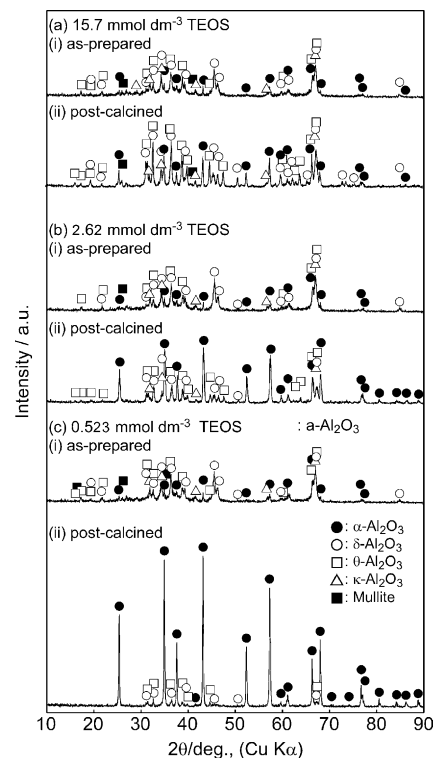 (a) 15.7 mmol dm⁻³ TEOS
(i) as-prepared
(ii) post-calcined
(b) 2.62 mmol dm⁻³ TEOS
(i) as-prepared
(ii) post-calcined
(c) 0.523 mmol dm⁻³ TEOS : a-Al₂O₃
(i) as-prepared
(ii) post-calcined
: α-Al₂O₃
: δ-Al₂O₃
: θ-Al₂O₃
: κ-Al₂O₃
: Mullite
Intensity / a.u.
10 20 30 40 50 60 70 80 90
2θ/deg., (Cu Kα)